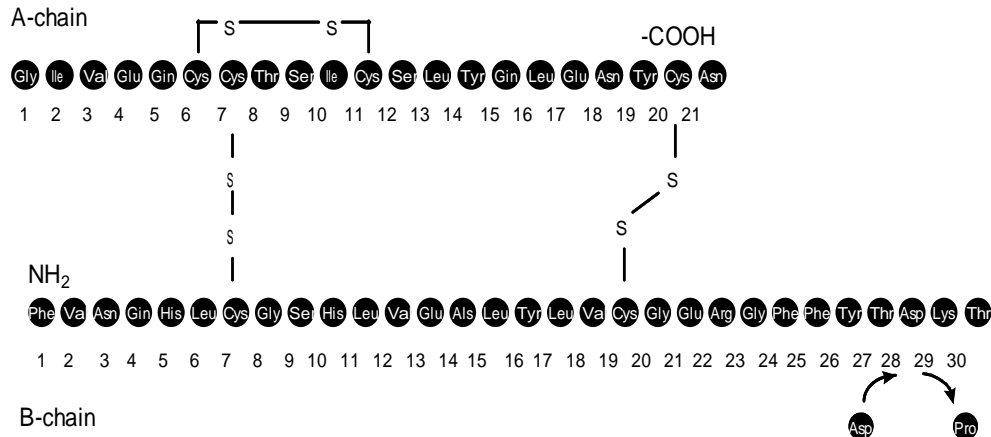 A-chain
S S
-COOH
Gly Ile Val Glu Gin Cys Cys Thr Ser Ile Cys Ser Leu Tyr Gin Leu Glu Asn Tyr Cys Asn
1 2 3 4 5 6 7 8 9 10 11 12 13 14 15 16 17 18 19 20 21
S
S
S
S
NH2
Phe Val Asn Gin His Leu Cys Gly Ser His Leu Val Glu Als Leu Tyr Leu Val Cys Gly Glu Arg Gly Phe Phe Tyr Thr Asp Lys Thr
1 2 3 4 5 6 7 8 9 10 11 12 13 14 15 16 17 18 19 20 21 22 23 24 25 26 27 28 29 30
B-chain
Asp Pro